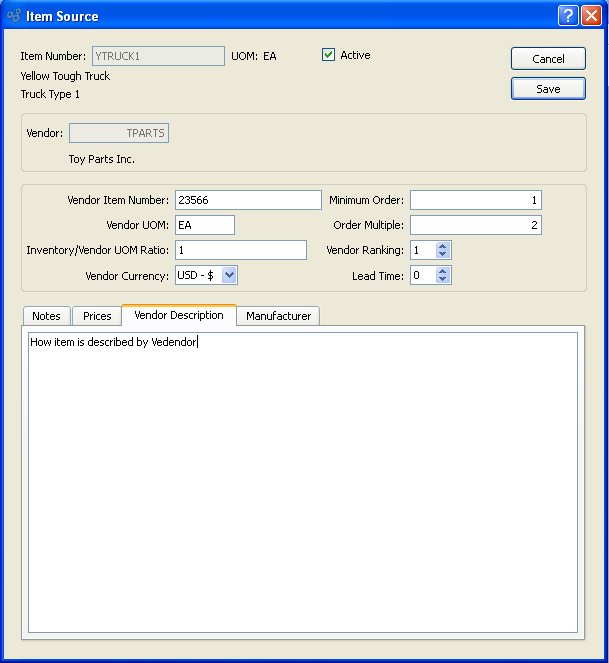 Item Source
Item Number: YTRUCK1 UOM: EA Active Cancel
Yellow Tough Truck
Truck Type 1 Save
Vendor: TPARTS
Toy Parts Inc.
Vendor Item Number: 23566 Minimum Order: 1
Vendor UOM: EA Order Multiple: 2
Inventory/Vendor UOM Ratio: 1 Vendor Ranking: 1
Vendor Currency: USD - $ Lead Time: 0
Notes Prices Vendor Description Manufacturer
How item is described by Vedendor